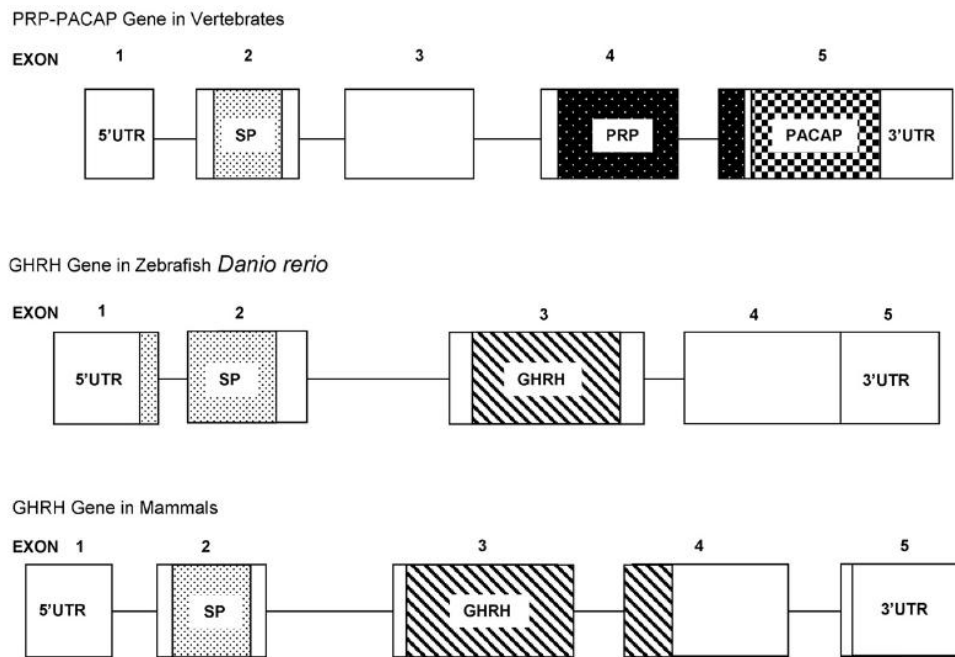 PRP-PACAP Gene in Vertebrates
EXON 1 2 3 4 5
5'UTR SP PRP PACAP 3'UTR
GHRH Gene in Zebrafish Danio rerio
EXON 1 2 3 4 5
5'UTR SP GHRH 3'UTR
GHRH Gene in Mammals
EXON 1 2 3 4 5
5'UTR SP GHRH 3'UTR